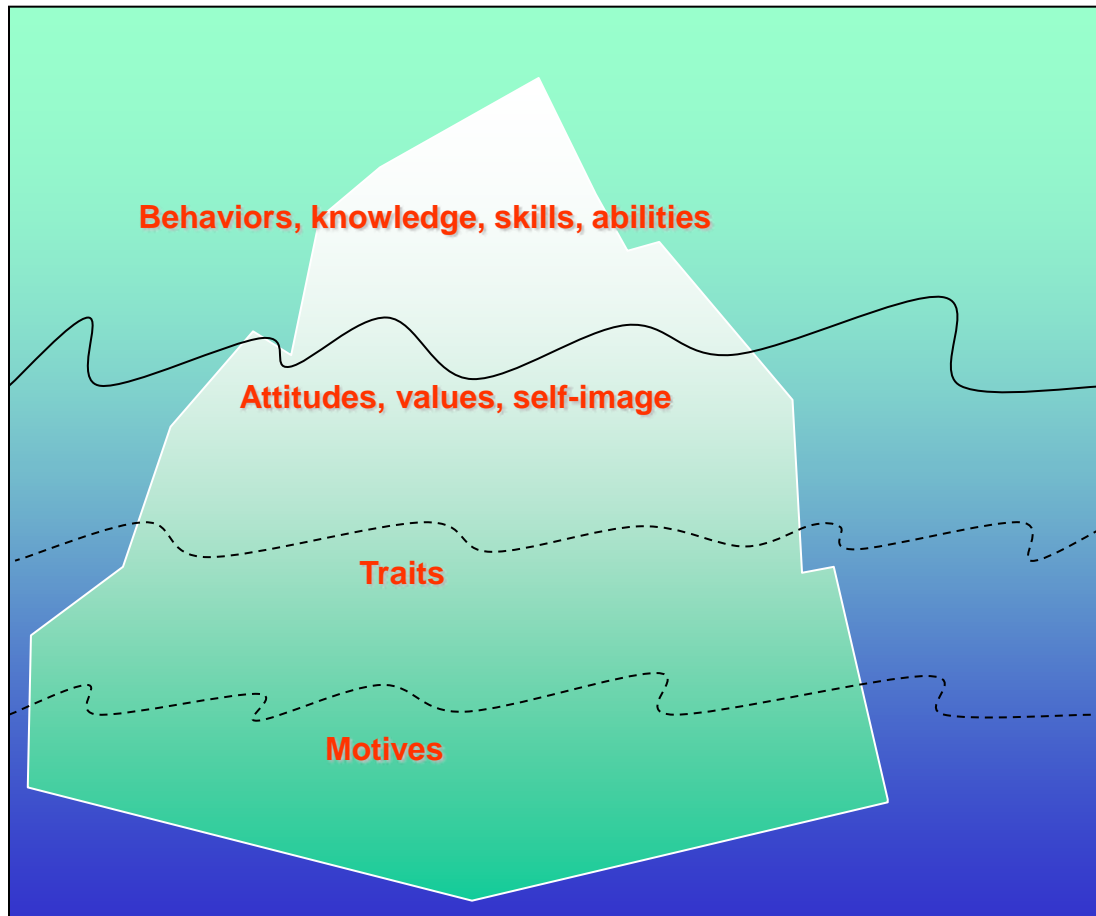 Behaviors, knowledge, skills, abilities
Attitudes, values, self-image
Traits
Motives